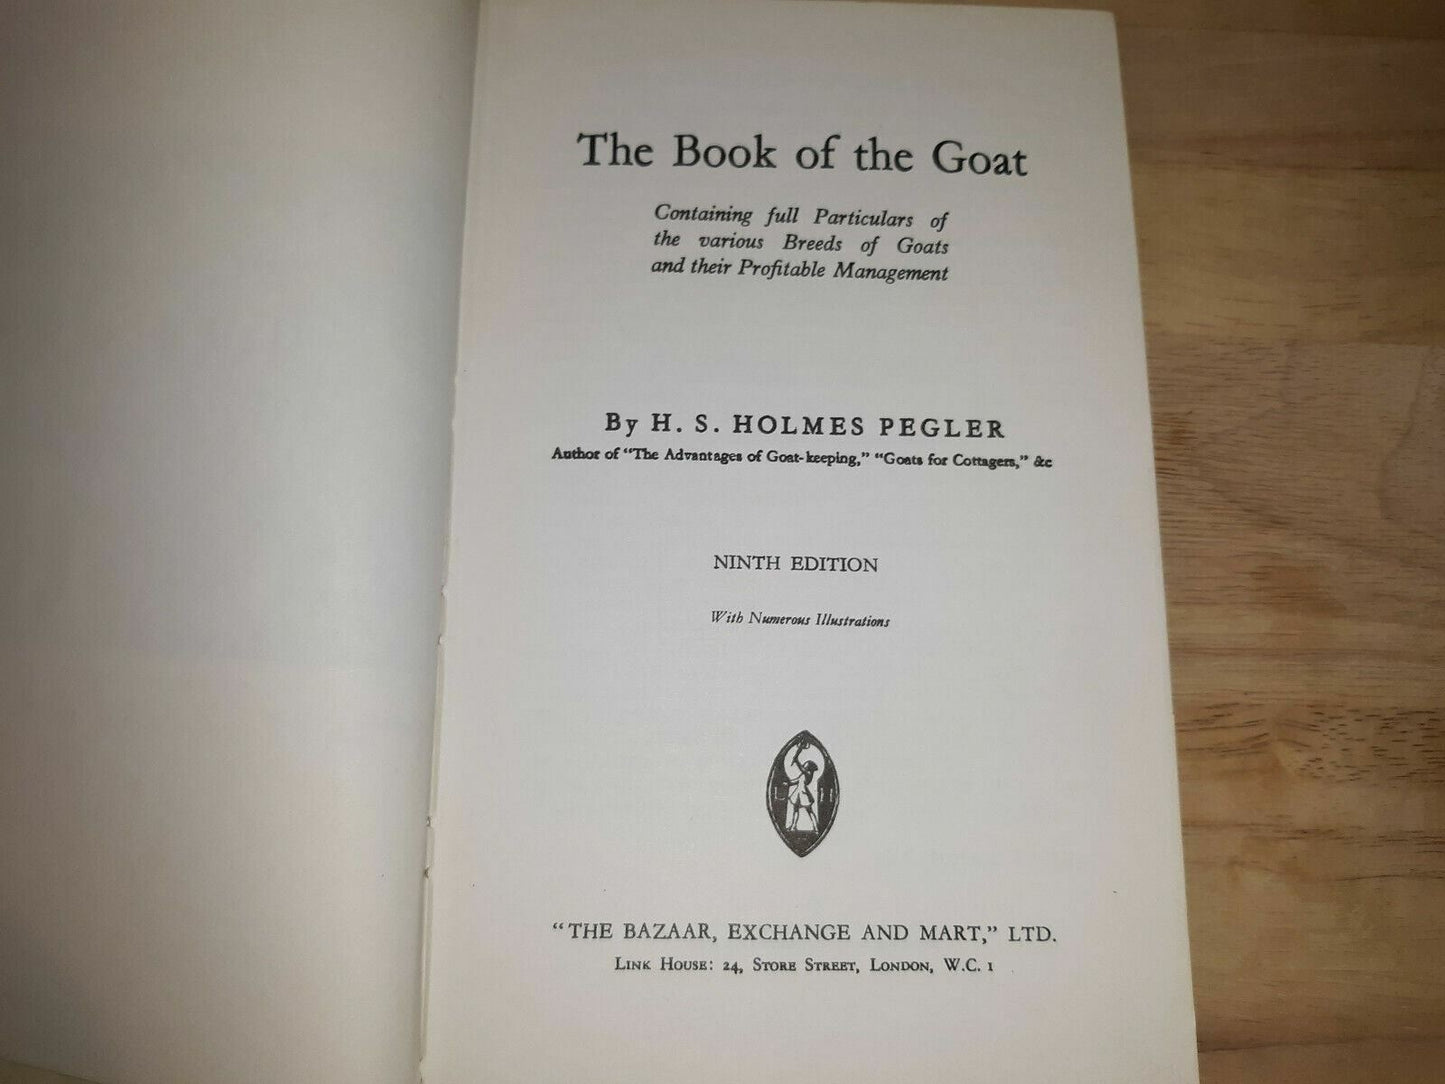 The Book of the Goat
Containing full Particulars of
the various Breeds of Goats
and their Profitable Management
By H. S. HOLMES PEGLER
Author of "The Advantages of Goat-keeping," "Goats for Cottagers," &c
NINTH EDITION
With Numerous Illustrations
L H
"THE BAZAAR, EXCHANGE AND MART," LTD.
LINK HOUSE: 24, STORE STREET, LONDON, W.C. 1